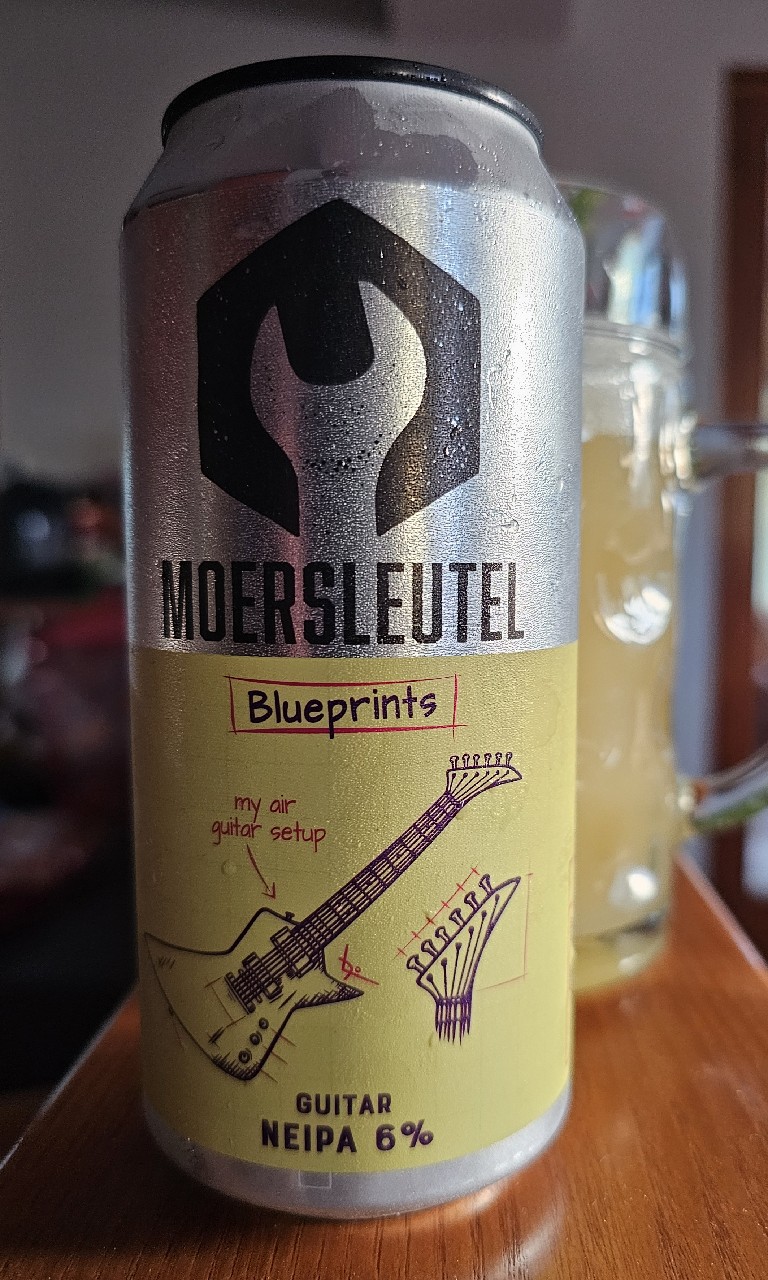 MOERSLEUTEL
Blueprints
my air
guitar setup
GUITAR
NEIPA 6%